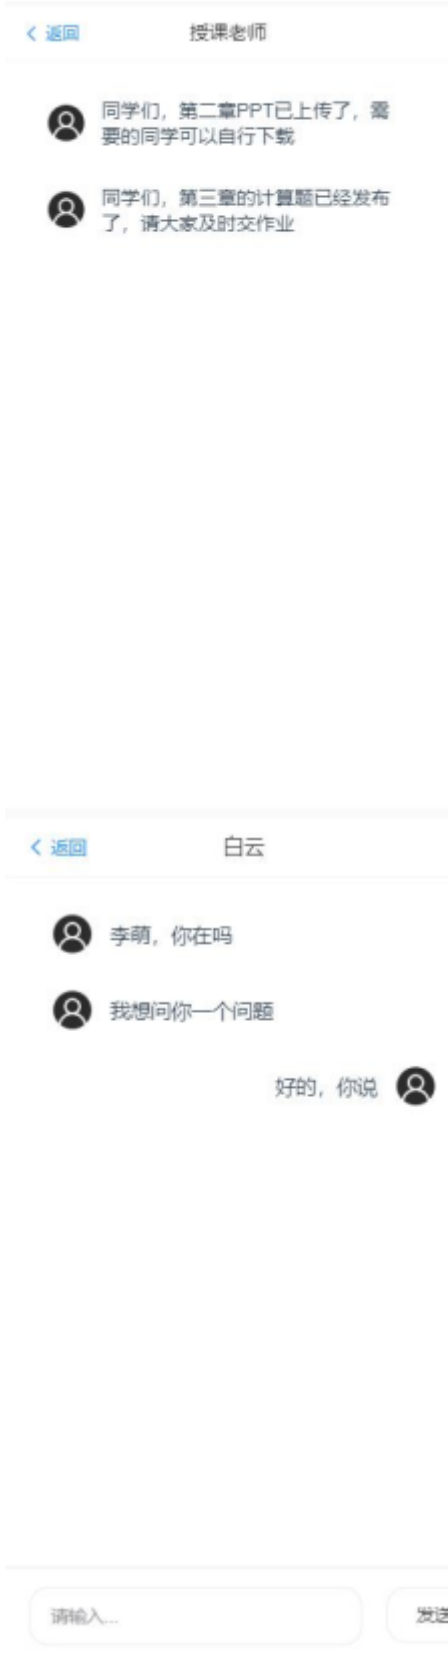 返回 授课老师
同学们，第二章PPT已上传了，需
要的同学可以自行下载
同学们，第三章的计算题已经发布
了，请大家及时交作业
返回 白云
李萌，你在吗
我想问你一个问题
好的，你说
请输入... 发送